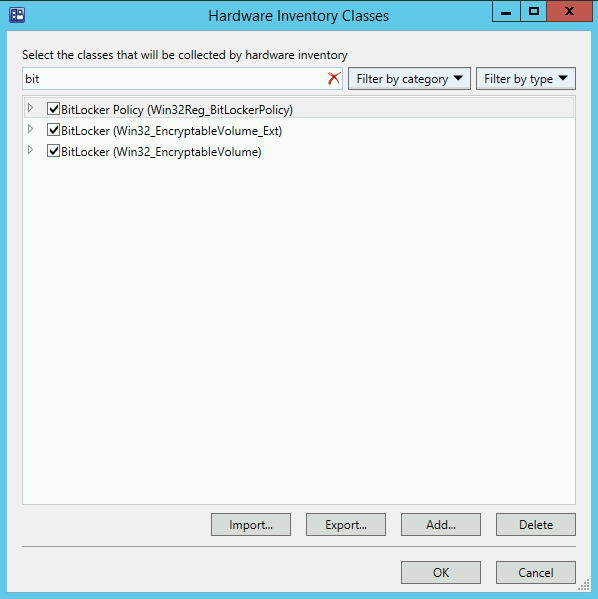 Hardware Inventory Classes
Select the classes that will be collected by hardware inventory
bit
Filter by category
Filter by type
BitLocker Policy (Win32Reg_BitLockerPolicy)
BitLocker (Win32_EncryptableVolume_Ext)
BitLocker (Win32_EncryptableVolume)
Import...
Export...
Add...
Delete
OK
Cancel